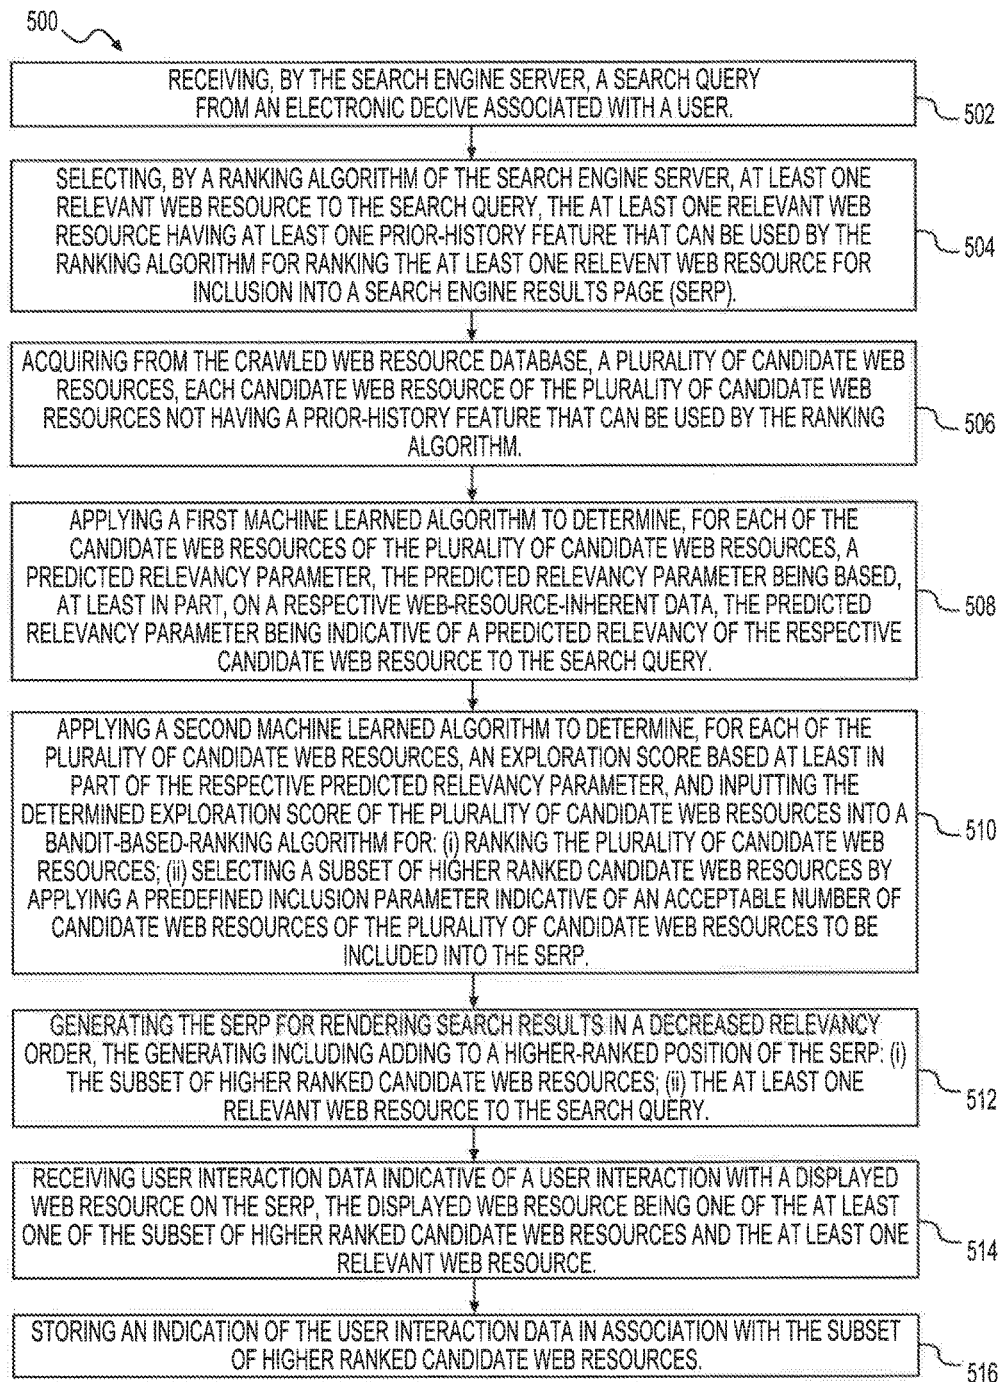 500
RECEIVING, BY THE SEARCH ENGINE SERVER, A SEARCH QUERY
FROM AN ELECTRONIC DECIVE ASSOCIATED WITH A USER.
502
SELECTING, BY A RANKING ALGORITHM OF THE SEARCH ENGINE SERVER, AT LEAST ONE
RELEVANT WEB RESOURCE TO THE SEARCH QUERY, THE AT LEAST ONE RELEVANT WEB
RESOURCE HAVING AT LEAST ONE PRIOR-HISTORY FEATURE THAT CAN BE USED BY THE
RANKING ALGORITHM FOR RANKING THE AT LEAST ONE RELEVENT WEB RESOURCE FOR
INCLUSION INTO A SEARCH ENGINE RESULTS PAGE (SERP).
504
ACQUIRING FROM THE CRAWLED WEB RESOURCE DATABASE, A PLURALITY OF CANDIDATE WEB
RESOURCES, EACH CANDIDATE WEB RESOURCE OF THE PLURALITY OF CANDIDATE WEB
RESOURCES NOT HAVING A PRIOR-HISTORY FEATURE THAT CAN BE USED BY THE RANKING
ALGORITHM.
506
APPLYING A FIRST MACHINE LEARNED ALGORITHM TO DETERMINE, FOR EACH OF THE
CANDIDATE WEB RESOURCES OF THE PLURALITY OF CANDIDATE WEB RESOURCES, A
PREDICTED RELEVANCY PARAMETER, THE PREDICTED RELEVANCY PARAMETER BEING BASED,
AT LEAST IN PART, ON A RESPECTIVE WEB-RESOURCE-INHERENT DATA, THE PREDICTED
RELEVANCY PARAMETER BEING INDICATIVE OF A PREDICTED RELEVANCY OF THE RESPECTIVE
CANDIDATE WEB RESOURCE TO THE SEARCH QUERY.
508
APPLYING A SECOND MACHINE LEARNED ALGORITHM TO DETERMINE, FOR EACH OF THE
PLURALITY OF CANDIDATE WEB RESOURCES, AN EXPLORATION SCORE BASED AT LEAST IN
PART OF THE RESPECTIVE PREDICTED RELEVANCY PARAMETER, AND INPUTTING THE
DETERMINED EXPLORATION SCORE OF THE PLURALITY OF CANDIDATE WEB RESOURCES INTO A
BANDIT-BASED-RANKING ALGORITHM FOR: (i) RANKING THE PLURALITY OF CANDIDATE WEB
RESOURCES; (ii) SELECTING A SUBSET OF HIGHER RANKED CANDIDATE WEB RESOURCES BY
APPLYING A PREDEFINED INCLUSION PARAMETER INDICATIVE OF AN ACCEPTABLE NUMBER OF
CANDIDATE WEB RESOURCES OF THE PLURALITY OF CANDIDATE WEB RESOURCES TO BE
INCLUDED INTO THE SERP.
510
GENERATING THE SERP FOR RENDERING SEARCH RESULTS IN A DECREASED RELEVANCY
ORDER, THE GENERATING INCLUDING ADDING TO A HIGHER-RANKED POSITION OF THE SERP: (i)
THE SUBSET OF HIGHER RANKED CANDIDATE WEB RESOURCES; (ii) THE AT LEAST ONE
RELEVANT WEB RESOURCE TO THE SEARCH QUERY.
512
RECEIVING USER INTERACTION DATA INDICATIVE OF A USER INTERACTION WITH A DISPLAYED
WEB RESOURCE ON THE SERP, THE DISPLAYED WEB RESOURCE BEING ONE OF THE AT LEAST
ONE OF THE SUBSET OF HIGHER RANKED CANDIDATE WEB RESOURCES AND THE AT LEAST ONE
RELEVANT WEB RESOURCE.
514
STORING AN INDICATION OF THE USER INTERACTION DATA IN ASSOCIATION WITH THE SUBSET
OF HIGHER RANKED CANDIDATE WEB RESOURCES.
516